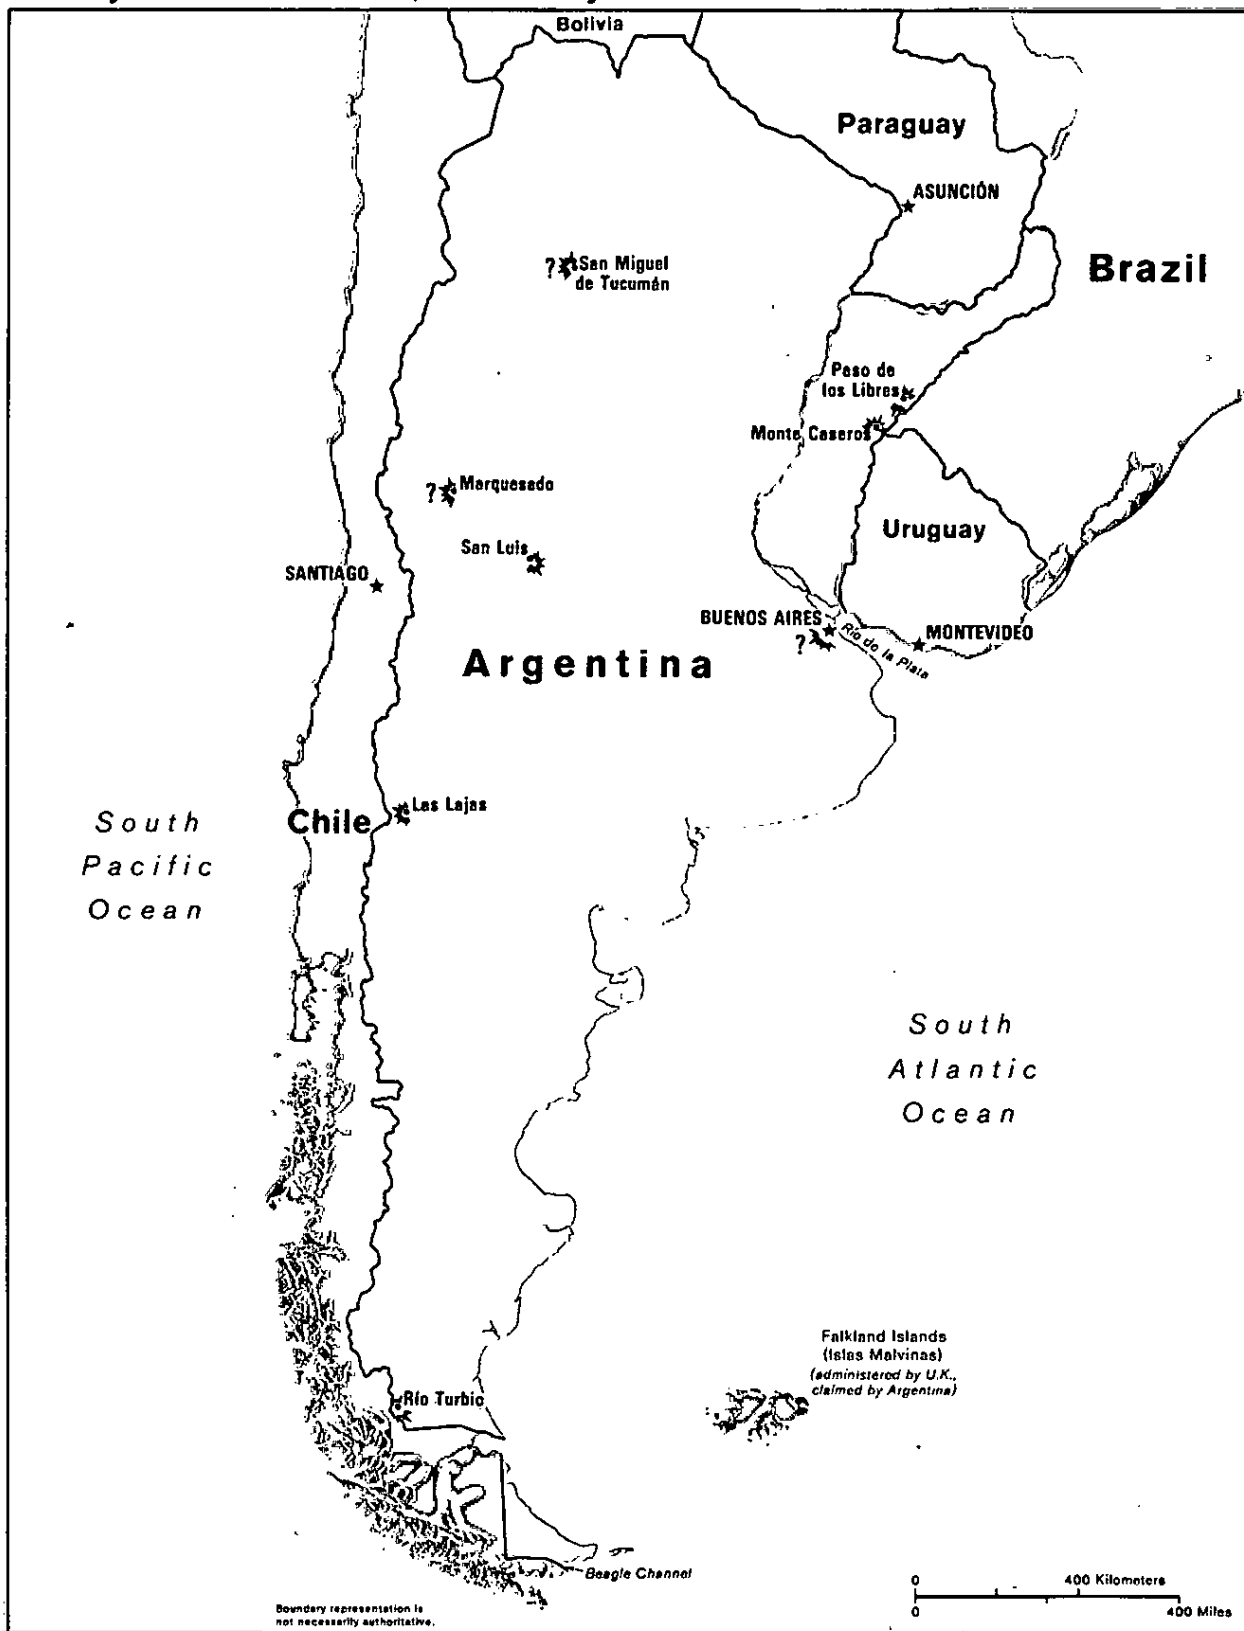 Bolivia
Paraguay
ASUNCIÓN
Brazil
? San Miguel
de Tucumán
Paso de
los Libres
Monte Caseros
? Marquesado
San Luis
Uruguay
SANTIAGO
BUENOS AIRES
?
Río de la Plata
MONTEVIDEO
Argentina
Las Lajas
Chile
South
Pacific
Ocean
South
Atlantic
Ocean
Falkland Islands
(Islas Malvinas)
(administered by U.K.,
claimed by Argentina)
Río Turbio
Beagle Channel
0 400 Kilometers
0 400 Miles
Boundary representation is
not necessarily authoritative.